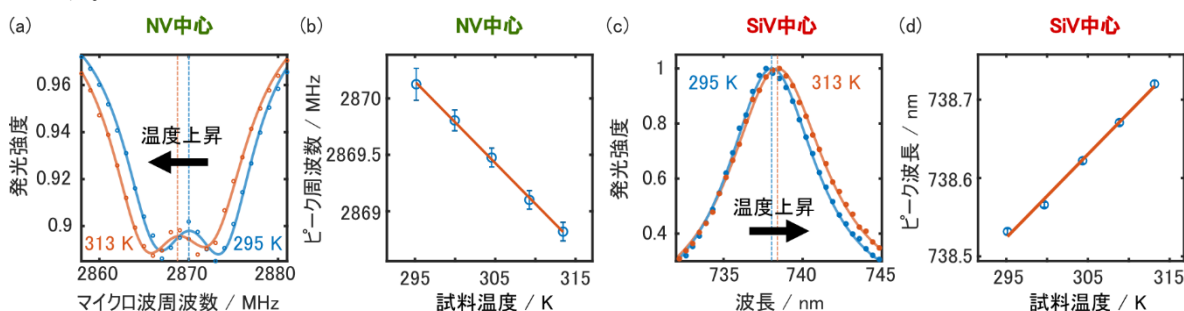 (a)
NV中心
発光強度
0.96
0.94
0.92
0.9
温度上昇
313 K
295 K
2860
2870
2880
マイクロ波周波数 / MHz
(b)
NV中心
ピーク周波数 / MHz
2870
2869.5
2869
295
305
315
試料温度 / K
(c)
SiV中心
発光強度
1
0.8
1
0.6
0.4
295 K
313 K
温度上昇
735
740
745
波長 / nm
(d)
SiV中心
ピーク波長 / nm
738.7
738.6
738.5
295
305
315
試料温度 / K